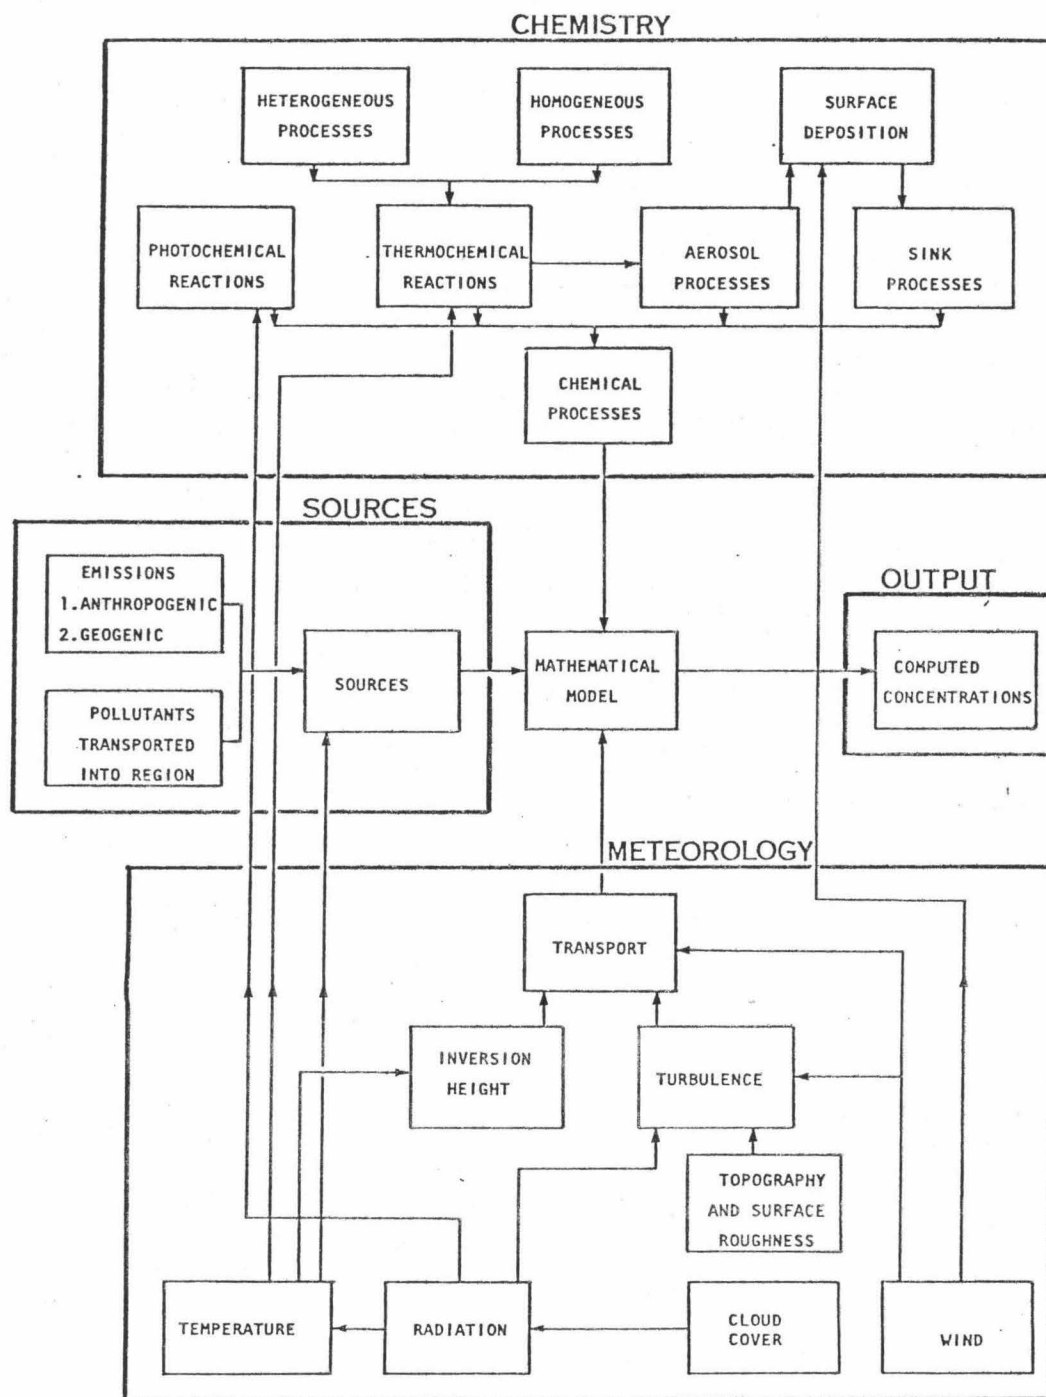 CHEMISTRY
HETEROGENEOUS
PROCESSES
HOMOGENEOUS
PROCESSES
SURFACE
DEPOSITION
PHOTOCHEMICAL
REACTIONS
THERMOCHEMICAL
REACTIONS
AEROSOL
PROCESSES
SINK
PROCESSES
CHEMICAL
PROCESSES
SOURCES
EMISSIONS
1.ANTHROPOGENIC
2.GEOGENIC
POLLUTANTS
TRANSPORTED
INTO REGION
SOURCES
MATHEMATICAL
MODEL
OUTPUT
COMPUTED
CONCENTRATIONS
METEOROLOGY
TRANSPORT
INVERSION
HEIGHT
TURBULENCE
TOPOGRAPHY
AND SURFACE
ROUGHNESS
TEMPERATURE
RADIATION
CLOUD
COVER
WIND